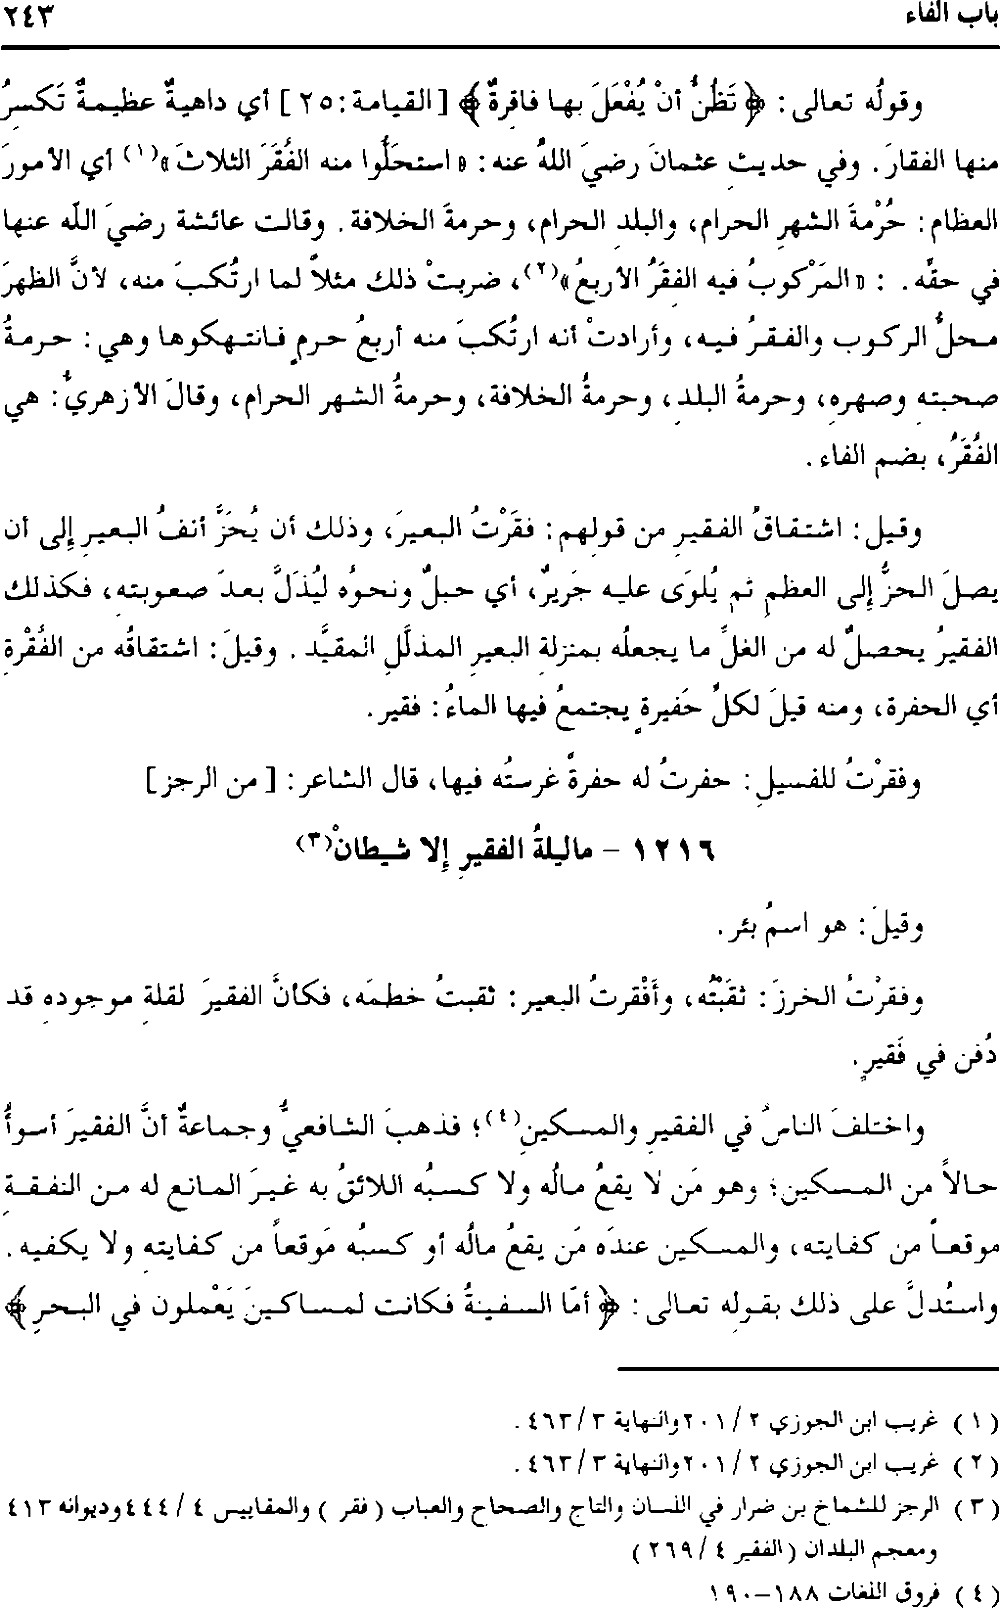 باب الفاء ٢٤٣
وقولُه تعالى: ﴿تَظُنُّ أنْ يُفْعَلَ بها فاقِرةٌ﴾ [القيامة:٢٥] أي داهيةٌ عظيمةٌ تَكسرُ
منها الفقارَ. وفي حديثِ عثمانَ رضيَ اللهُ عنه: «استحَلُّوا منه الفُقَرَ الثلاثَ»(١) أي الأمورَ
العظام: حُرْمةَ الشهرِ الحرامِ، والبلدِ الحرامِ، وحرمةَ الخلافة. وقالت عائشة رضيَ الله عنها
في حقِّه. : «المَرْكوبُ فيه الفِقَرُ الأربعُ»(٢)، ضربتْ ذلك مثلاً لما ارتُكبَ منه، لأنَّ الظهرَ
محلُّ الركوب والفقرُ فيه، وأرادتْ أنه ارتُكبَ منه أربعُ حرمٍ فانتهكوها وهي: حرمةُ
صحبتهِ وصهرهِ، وحرمةُ البلدِ، وحرمةُ الخلافة، وحرمةُ الشهر الحرام، وقالَ الأزهريُّ: هي
الفُقَرُ، بضم الفاء.
وقيل: اشتقاقُ الفقيرِ من قولهم: فقَرْتُ البعيرَ، وذلك أن يُحَزَّ أنفُ البعيرِ إلى أن
يصلَ الحزُّ إلى العظمِ ثم يُلوَى عليه جَريرٌ، أي حبلٌ ونحوُه ليُذَلَّ بعدَ صعوبتهِ، فكذلك
الفقيرُ يحصلُ له من الغلِّ ما يجعلُه بمنزلةِ البعيرِ المذلَّلِ المقيَّد. وقيلَ: اشتقاقُه من الفُقْرةِ
أي الحفرة، ومنه قيلَ لكلِّ حَفيرةٍ يجتمعُ فيها الماءُ: فقير.
وفقرْتُ للفسيلِ: حفرتُ له حفرةً غرستُه فيها، قال الشاعر: [من الرجز]
١٢١٦ – ماليلةُ الفقيرِ إلا شيطانْ(٣)
وقيلَ: هو اسمُ بئر.
وفقرْتُ الخرزَ: ثقَبْتُه، وأَفْقرتُ البعير: ثقبتُ خطمَه، فكأنَّ الفقيرَ لقلةِ موجودهِ قد
دُفن في فَقيرٍ.
واختلفَ الناسُ في الفقيرِ والمسكينِ(٤)؛ فذهبَ الشافعيُّ وجماعةٌ أنَّ الفقيرَ أسوأُ
حالاً من المسكين؛ وهو مَن لا يقعُ مالُه ولا كسبُه اللائقُ به غيرَ المانع له من النفقةِ
موقعاً من كفايته، والمسكين عندَه مَن يقعُ مالُه أو كسبُه مَوقعاً من كفايتهِ ولا يكفيه.
واستُدلَّ على ذلك بقولهِ تعالى: ﴿أمَّا السفينةُ فكانت لمساكينَ يَعْملون في البحرِ﴾
(١) غريب ابن الجوزي ٢/٢٠١ والنهاية ٣/٤٦٣.
(٢) غريب ابن الجوزي ٢/٢٠١ والنهاية ٣/٤٦٣.
(٣) الرجز للشماخ بن ضرار في اللسان والتاج والصحاح والعباب (فقر) والمقاييس ٤/٤٤٤ وديوانه ٤١٣
ومعجم البلدان (الفقير ٤/٢٦٩)
(٤) فروق اللغات ١٨٨–١٩٠